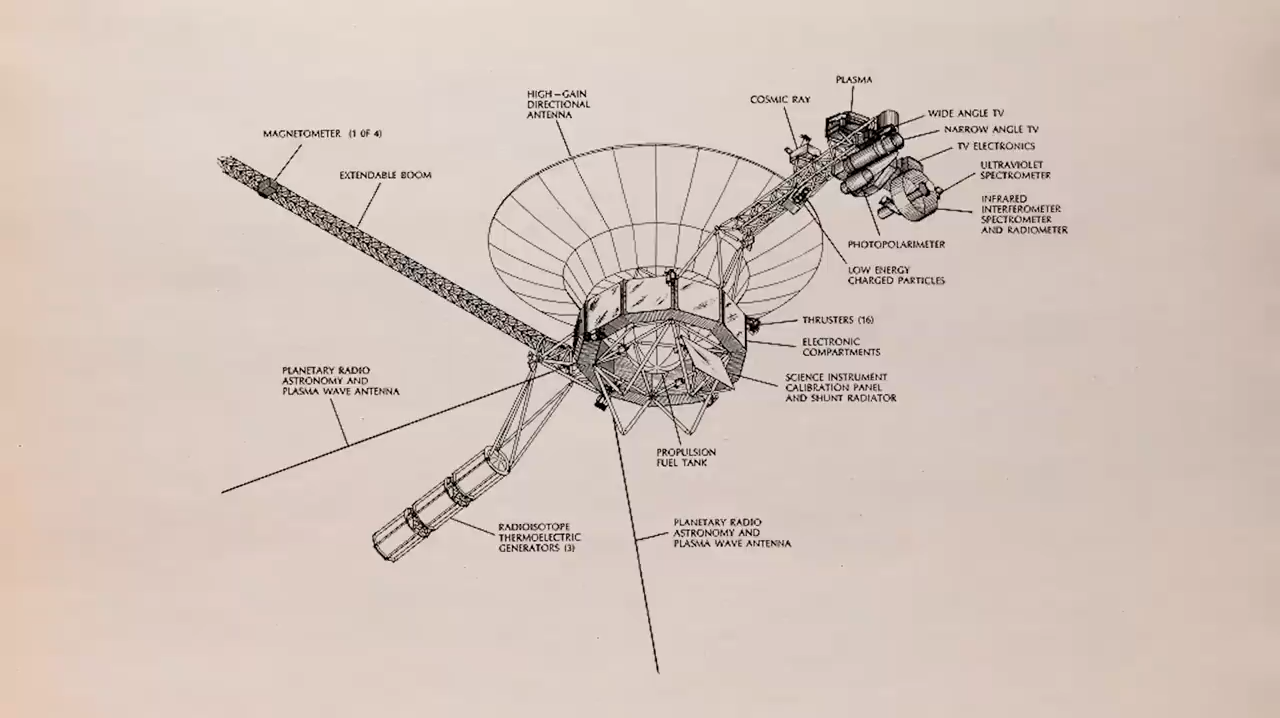 PLASMA
HIGH-GAIN
DIRECTIONAL
ANTENNA
COSMIC RAY
WIDE ANGLE TV
NARROW ANGLE TV
MAGNETOMETER (1 OF 4)
TV ELECTRONICS
EXTENDABLE BOOM
ULTRAVIOLET
SPECTROMETER
INFRARED
INTERFEROMETER
SPECTROMETER
AND RADIOMETER
PHOTOPOLARIMETER
LOW ENERGY
CHARGED PARTICLES
THRUSTERS (16)
ELECTRONIC
COMPARTMENTS
PLANETARY RADIO
ASTRONOMY AND
PLASMA WAVE ANTENNA
SCIENCE INSTRUMENT
CALIBRATION PANEL
AND SHUNT RADIATOR
PROPULSION
FUEL TANK
RADIOISOTOPE
THERMOELECTRIC
GENERATORS (3)
PLANETARY RADIO
ASTRONOMY AND
PLASMA WAVE ANTENNA